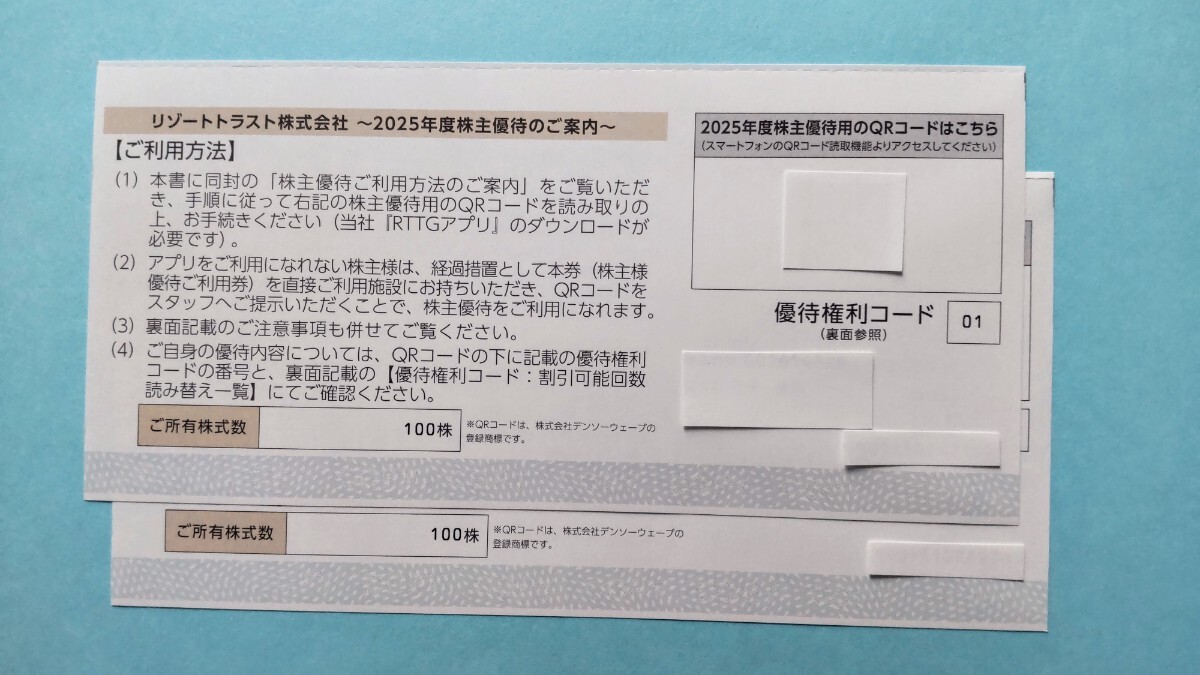 リゾートトラスト株式会社 ～2025年度株主優待のご案内～
【ご利用方法】
(1) 本書に同封の「株主優待ご利用方法のご案内」をご覧いただ
き、手順に従って右記の株主優待用のQRコードを読み取りの
上、お手続きください（当社『RTTGアプリ』のダウンロードが
必要です）。
(2) アプリをご利用になれない株主様は、経過措置として本券（株主様
優待ご利用券）を直接ご利用施設にお持ちいただき、QRコードを
スタッフへご提示いただくことで、株主優待をご利用になれます。
(3) 裏面記載のご注意事項も併せてご覧ください。
(4) ご自身の優待内容については、QRコードの下に記載の優待権利
コードの番号と、裏面記載の【優待権利コード：割引可能回数
読み替え一覧】にてご確認ください。
ご所有株式数 100株
※QRコードは、株式会社デンソーウェーブの
登録商標です。
2025年度株主優待用のQRコードはこちら
（スマートフォンのQRコード読取機能よりアクセスしてください）
優待権利コード 01
（裏面参照）
ご所有株式数 100株
※QRコードは、株式会社デンソーウェーブの
登録商標です。